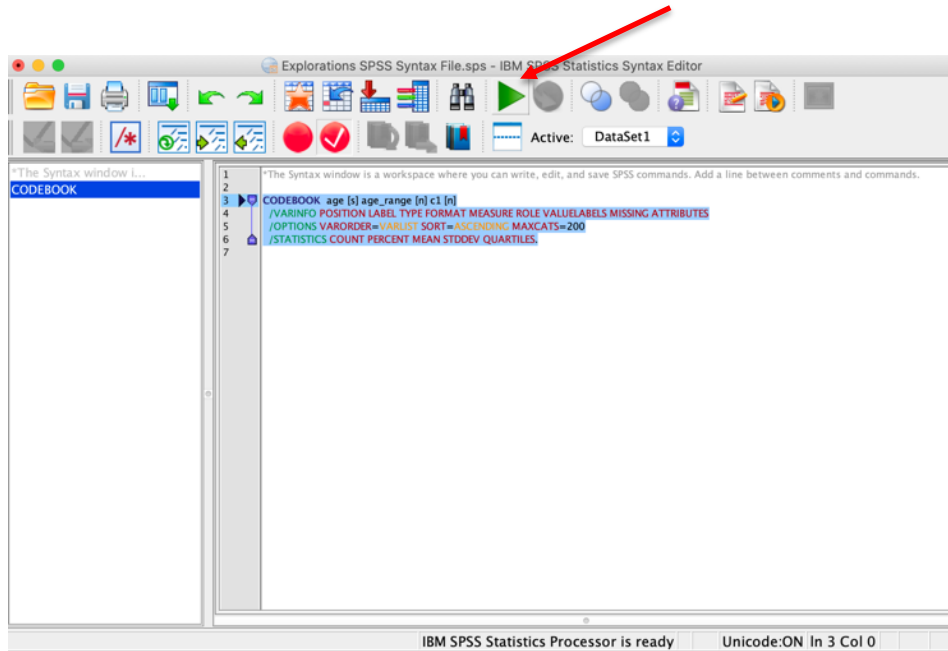 Explorations SPSS Syntax File.sps - IBM SPSS Statistics Syntax Editor
/*
Active: DataSet1
*The Syntax window i...
CODEBOOK
1 *The Syntax window is a workspace where you can write, edit, and save SPSS commands. Add a line between comments and commands.
2
3 CODEBOOK age [s] age_range [n] c1 [n]
4 /VARINFO POSITION LABEL TYPE FORMAT MEASURE ROLE VALUELABELS MISSING ATTRIBUTES
5 /OPTIONS VARORDER=VARLIST SORT=ASCENDING MAXCATS=200
6 /STATISTICS COUNT PERCENT MEAN STDDEV QUARTILES.
7
IBM SPSS Statistics Processor is ready Unicode:ON In 3 Col 0